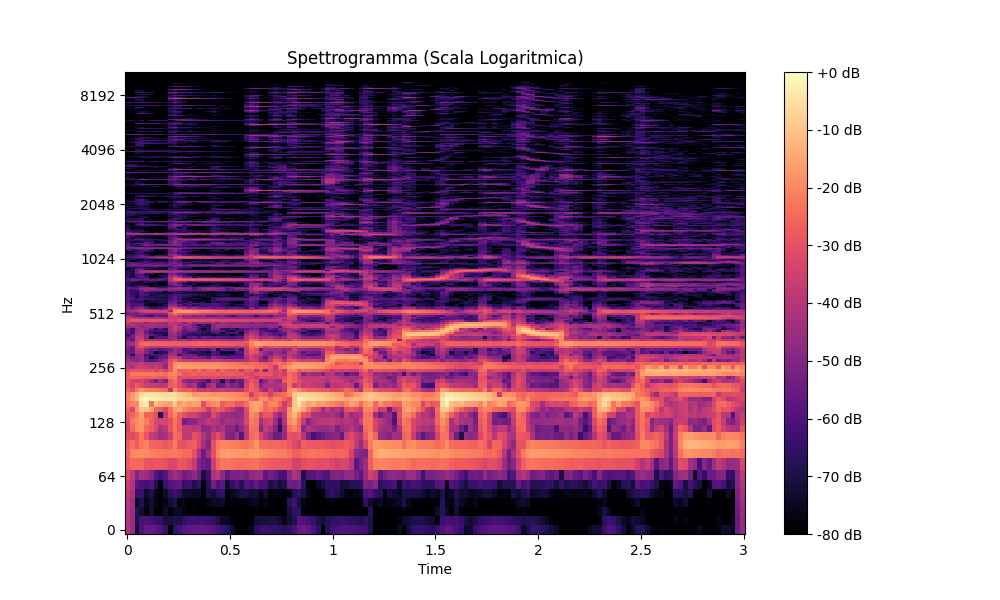 Spettrogramma (Scala Logaritmica)
Hz
8192
4096
2048
1024
512
256
128
64
0
0 0.5 1 1.5 2 2.5 3
Time
+0 dB
-10 dB
-20 dB
-30 dB
-40 dB
-50 dB
-60 dB
-70 dB
-80 dB